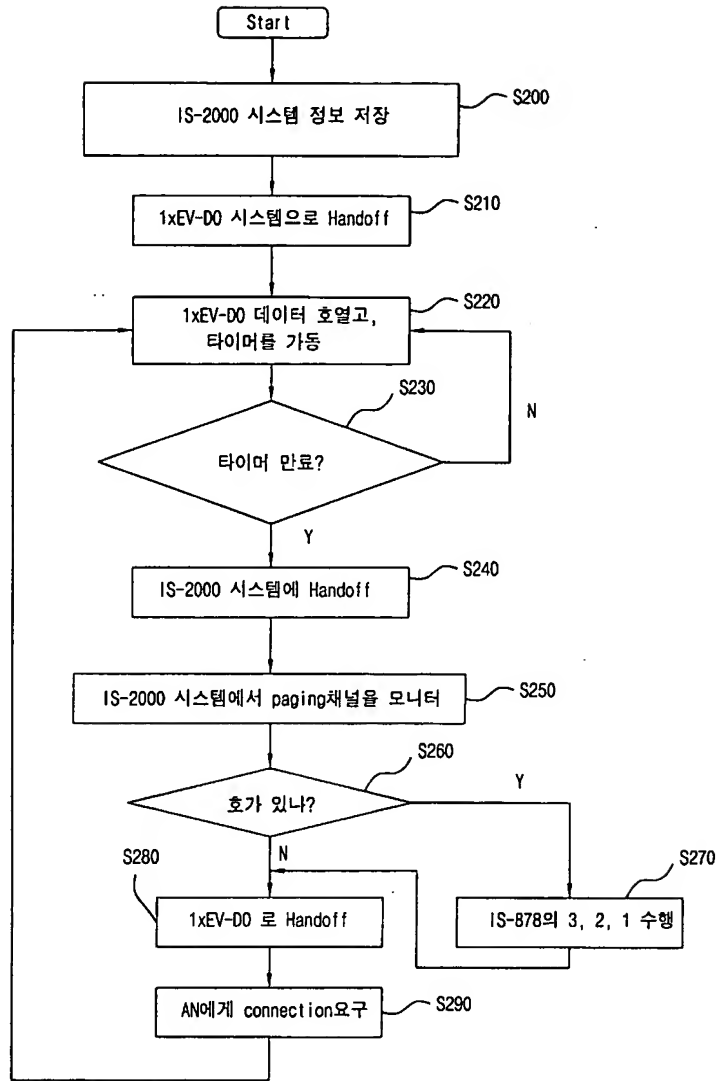 Start
IS-2000 시스템 정보 저장
S200
1xEV-DO 시스템으로 Handoff
S210
1xEV-DO 데이터 호열고,
타이머를 가동
S220
타이머 만료?
S230
N
Y
IS-2000 시스템에 Handoff
S240
IS-2000 시스템에서 paging채널을 모니터
S250
호가 있나?
S260
Y
N
S280
1xEV-DO 로 Handoff
S270
IS-878의 3, 2, 1 수행
AN에게 connection요구
S290